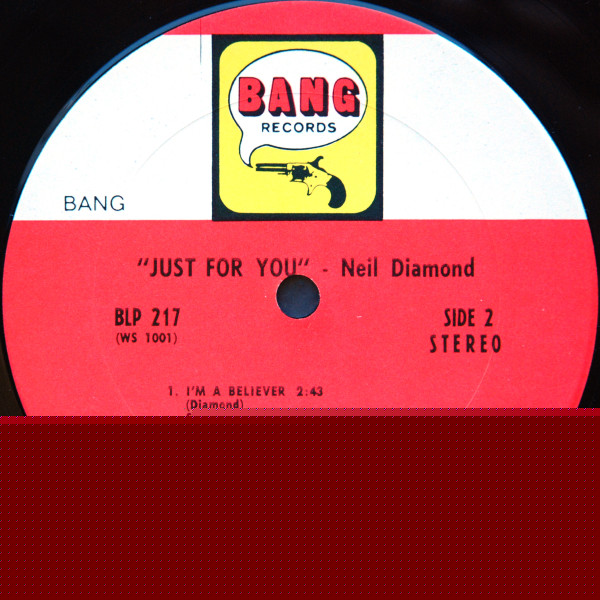 BANG
RECORDS
BANG
"JUST FOR YOU" - Neil Diamond
BLP 217
(WS 1001)
SIDE 2
STEREO
1. I'M A BELIEVER 2:43
(Diamond)